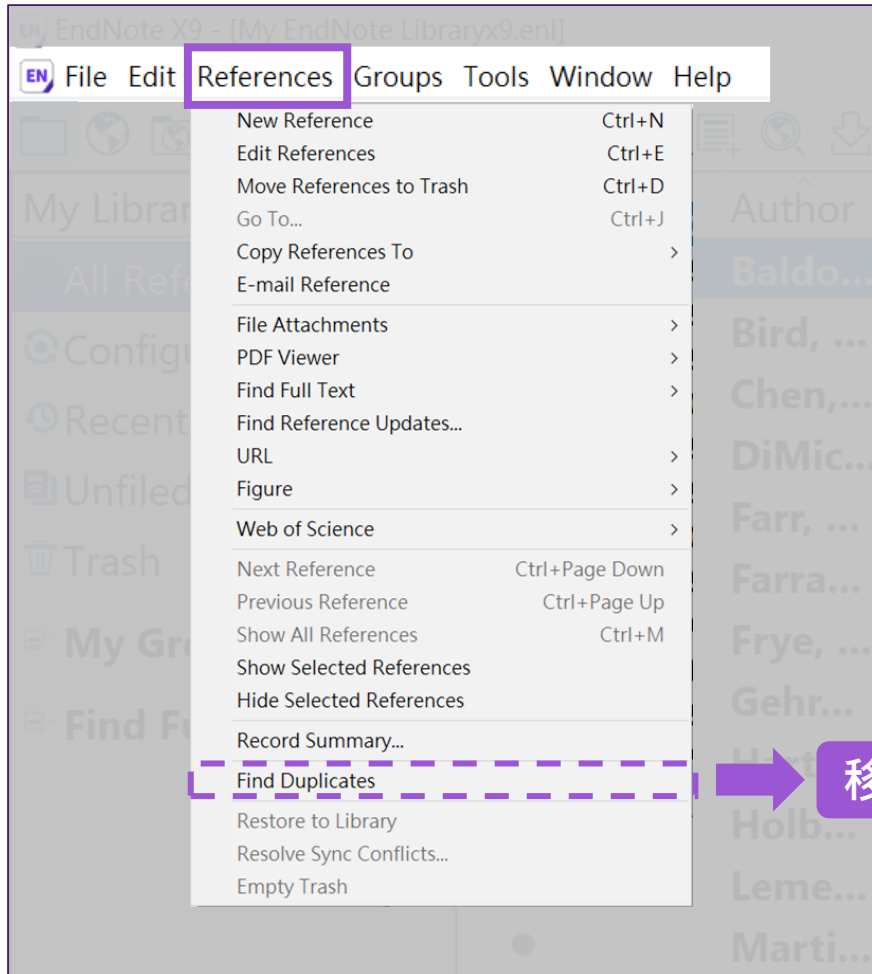 EndNote X9 - [My EndNote Libraryx9.enl]
EN File Edit References Groups Tools Window Help
New Reference Ctrl+N
Edit References Ctrl+E
Move References to Trash Ctrl+D
Go To... Ctrl+J
Copy References To
E-mail Reference
File Attachments
PDF Viewer
Find Full Text
Find Reference Updates...
URL
Figure
Web of Science
Next Reference Ctrl+Page Down
Previous Reference Ctrl+Page Up
Show All References Ctrl+M
Show Selected References
Hide Selected References
Record Summary...
Find Duplicates
Restore to Library
Resolve Sync Conflicts...
Empty Trash
My Librar
All Refe
Configu
Recent
Unfiled
Trash
My Gr
Find Fu
Author
Baldo...
Bird, ...
Chen,...
DiMic...
Farr, ...
Farra...
Frye, ...
Gehr...
Holb...
Leme...
Marti...
移